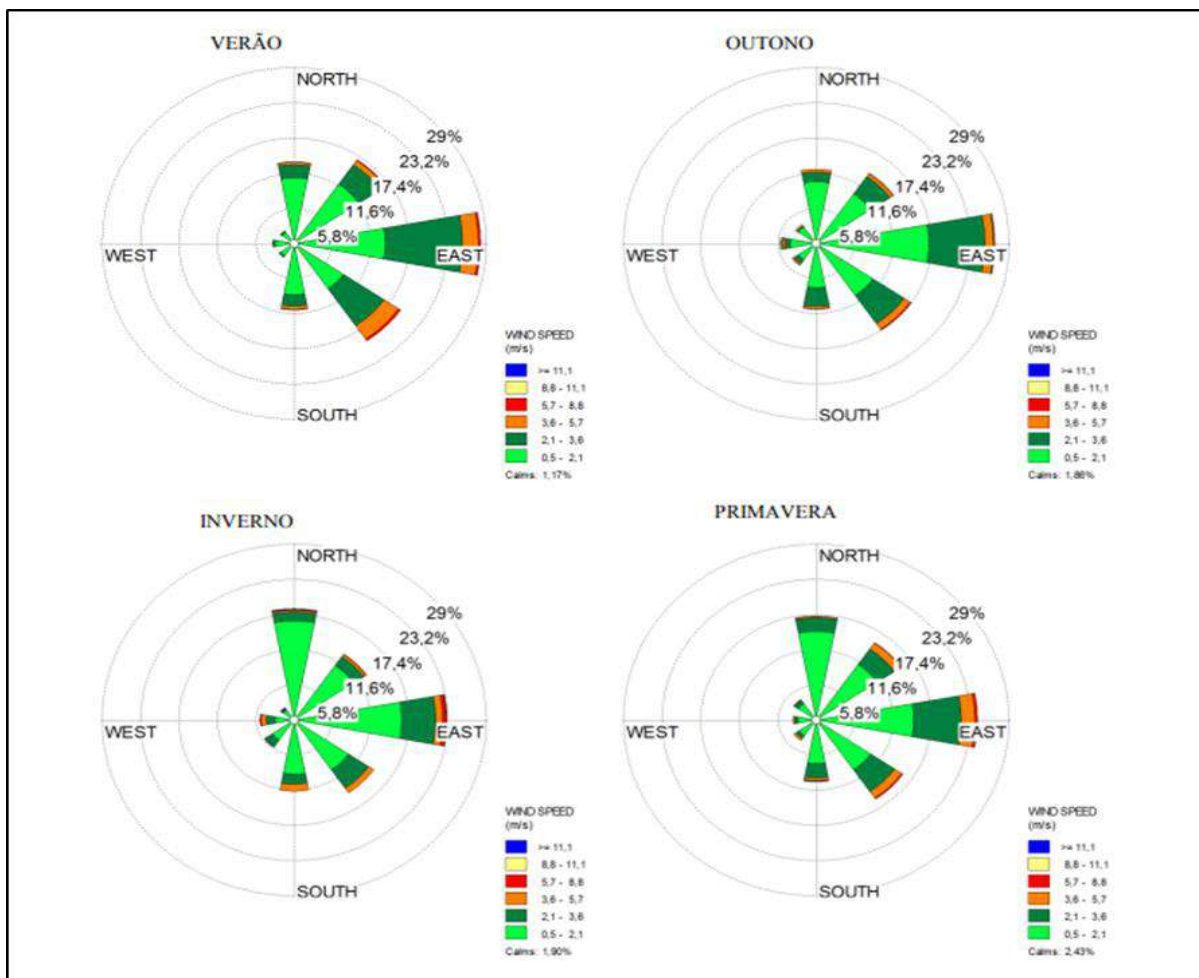 VERÃO
NORTH
29%
23,2%
17,4%
11,6%
5,8%
WEST
EAST
SOUTH
WIND SPEED
(m/s)
>= 11,1
8,8 - 11,1
5,7 - 8,8
3,6 - 5,7
2,1 - 3,6
0,5 - 2,1
Calms: 1,17%
OUTONO
NORTH
29%
23,2%
17,4%
11,6%
5,8%
WEST
EAST
SOUTH
WIND SPEED
(m/s)
>= 11,1
8,8 - 11,1
5,7 - 8,8
3,6 - 5,7
2,1 - 3,6
0,5 - 2,1
Calms: 1,86%
INVERNO
NORTH
29%
23,2%
17,4%
11,6%
5,8%
WEST
EAST
SOUTH
WIND SPEED
(m/s)
>= 11,1
8,8 - 11,1
5,7 - 8,8
3,6 - 5,7
2,1 - 3,6
0,5 - 2,1
Calms: 1,90%
PRIMAVERA
NORTH
29%
23,2%
17,4%
11,6%
5,8%
WEST
EAST
SOUTH
WIND SPEED
(m/s)
>= 11,1
8,8 - 11,1
5,7 - 8,8
3,6 - 5,7
2,1 - 3,6
0,5 - 2,1
Calms: 2,43%